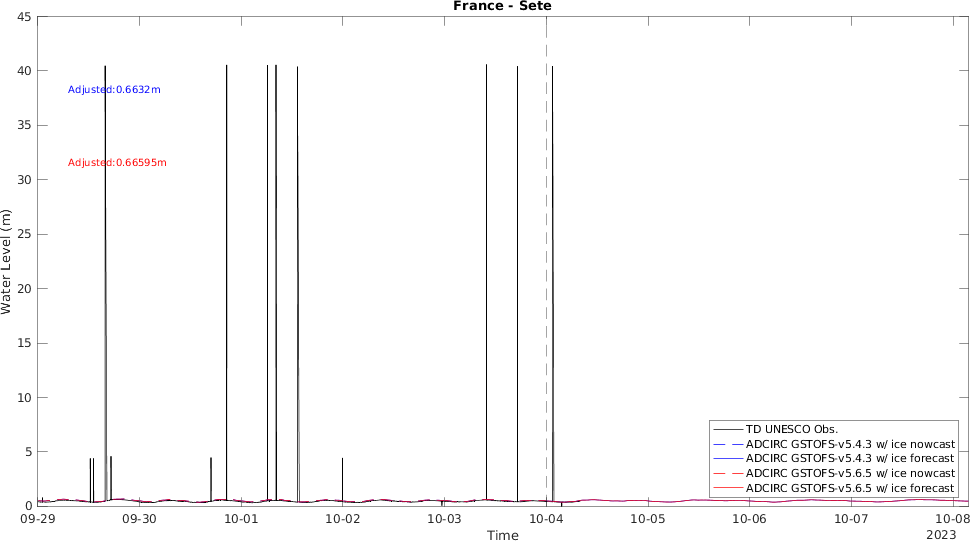 France - Sete
45
40
35
30
25
20
15
10
5
0
Water Level (m)
Adjusted:0.6632m
Adjusted:0.66595m
TD UNESCO Obs.
ADCIRC GSTOFS-v5.4.3 w/ ice nowcast
ADCIRC GSTOFS-v5.4.3 w/ ice forecast
ADCIRC GSTOFS-v5.6.5 w/ ice nowcast
ADCIRC GSTOFS-v5.6.5 w/ ice forecast
09-29 09-30 10-01 10-02 10-03 10-04 10-05 10-06 10-07 10-08
Time
2023